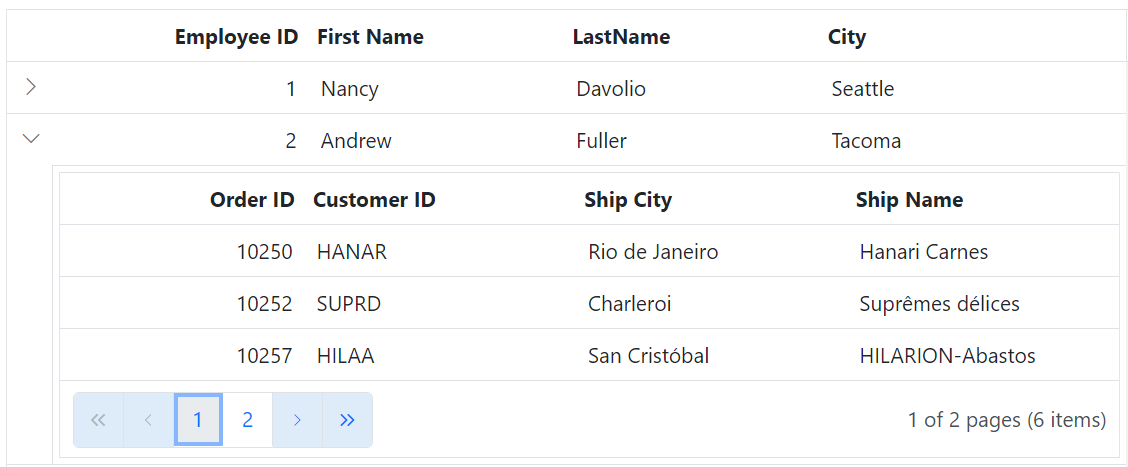 Employee ID First Name LastName City
1 Nancy Davolio Seattle
2 Andrew Fuller Tacoma
Order ID Customer ID Ship City Ship Name
10250 HANAR Rio de Janeiro Hanari Carnes
10252 SUPRD Charleroi Suprêmes délices
10257 HILAA San Cristóbal HILARION-Abastos
1 2 1 of 2 pages (6 items)